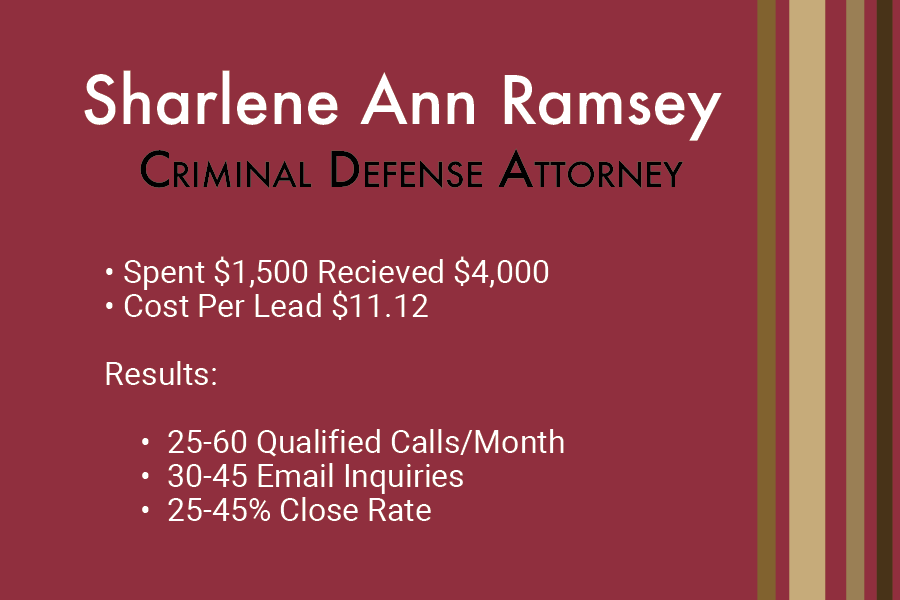 Sharlene Ann Ramsey
Criminal Defense Attorney
• Spent $1,500 Recieved $4,000
• Cost Per Lead $11.12
Results:
• 25-60 Qualified Calls/Month
• 30-45 Email Inquiries
• 25-45% Close Rate